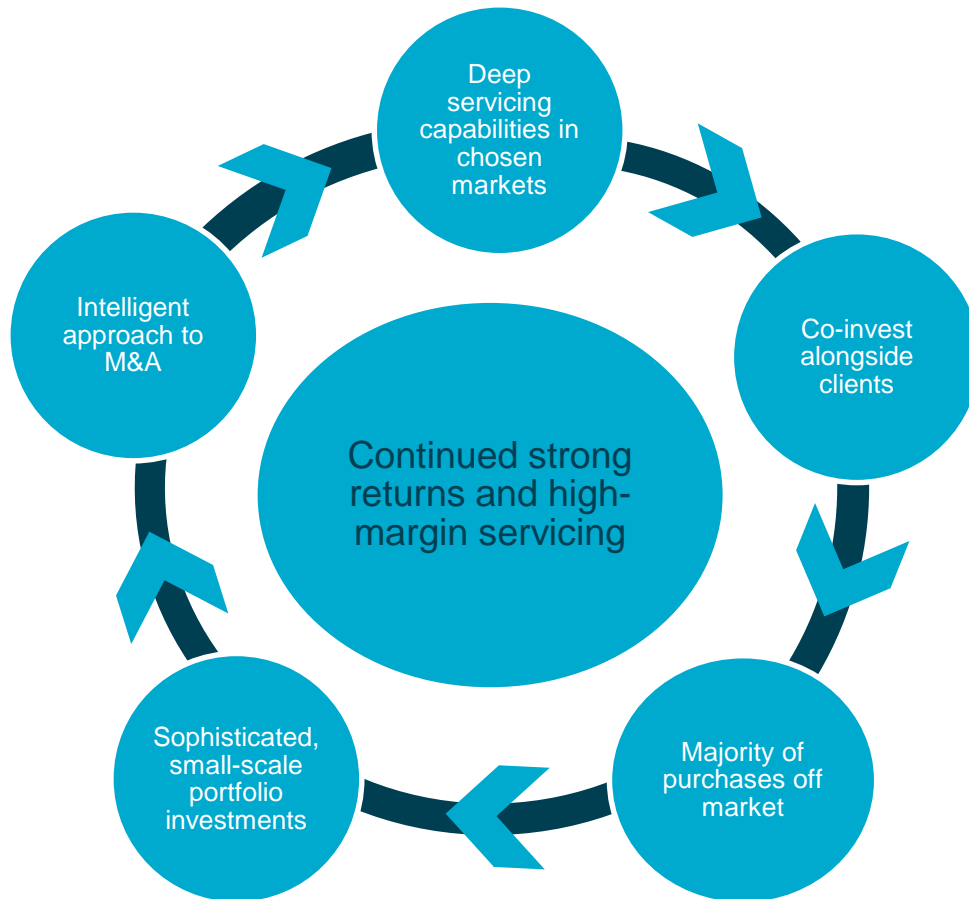 Deep
servicing
capabilities in
chosen
markets
Co-invest
alongside
clients
Majority of
purchases off
market
Sophisticated,
small-scale
portfolio
investments
Intelligent
approach to
M&A
Continued strong
returns and high-
margin servicing